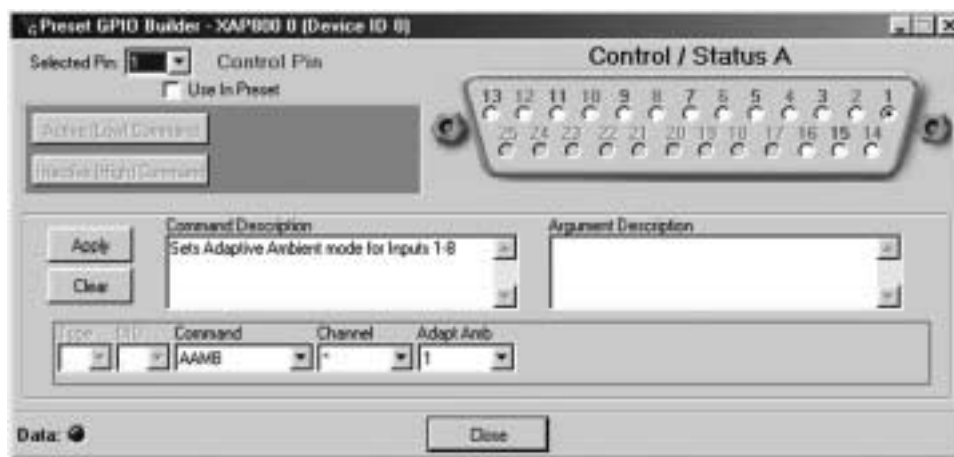 Preset GPIO Builder - XAP800 0 (Device ID 0)
Selected Pin: 1 Control Pin
Use In Preset
Active (Low) Command
Inactive (High) Command
Control / Status A
13 12 11 10 9 8 7 6 5 4 3 2 1
25 24 23 22 21 20 19 18 17 16 15 14
Apply
Clear
Command Description
Sets Adaptive Ambient mode for Inputs 1-8
Argument Description
Type Command Channel Adapt Amb
AAMB * 1
Data:
Close